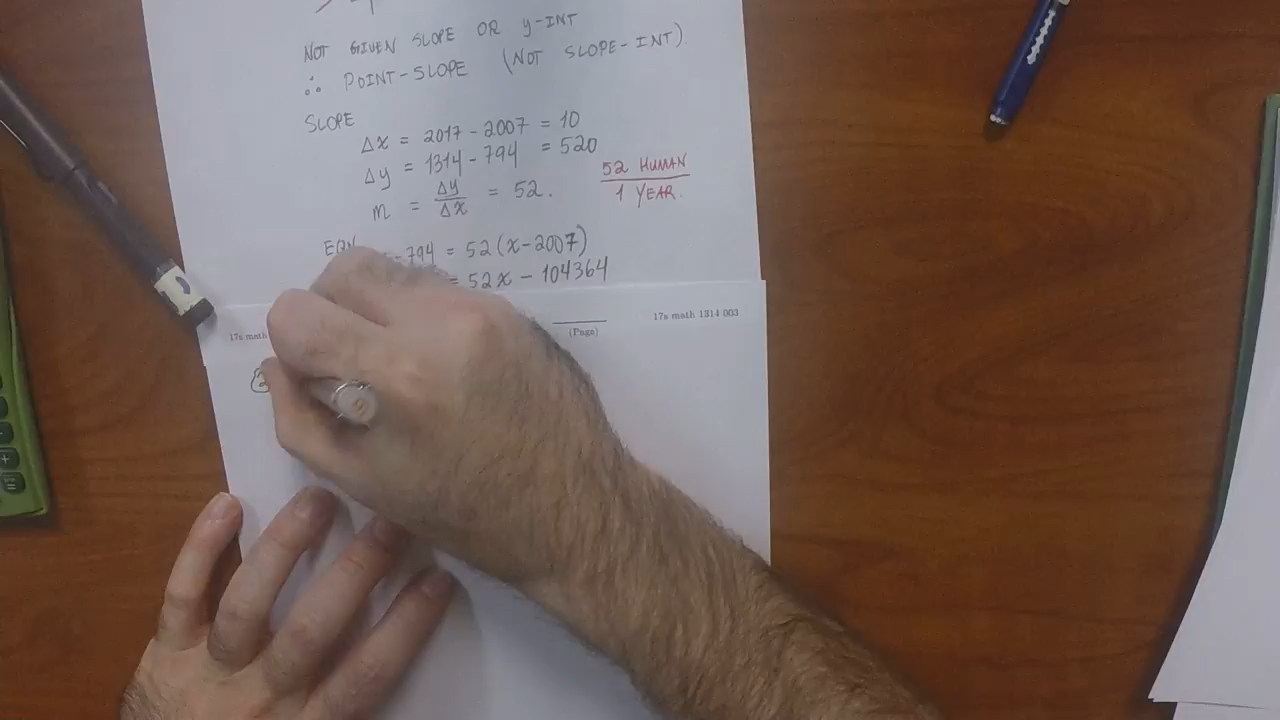 NOT GIVEN SLOPE OR y-INT
∴ POINT-SLOPE (NOT SLOPE-INT).
SLOPE
Δx = 2017 - 2007 = 10
Δy = 1314 - 794 = 520
m = Δy/Δx = 52.
52 HUMAN
1 YEAR.
EQN -794 = 52(x-2007)
= 52x - 104364
17s math
(Page)
17s math 1314 003